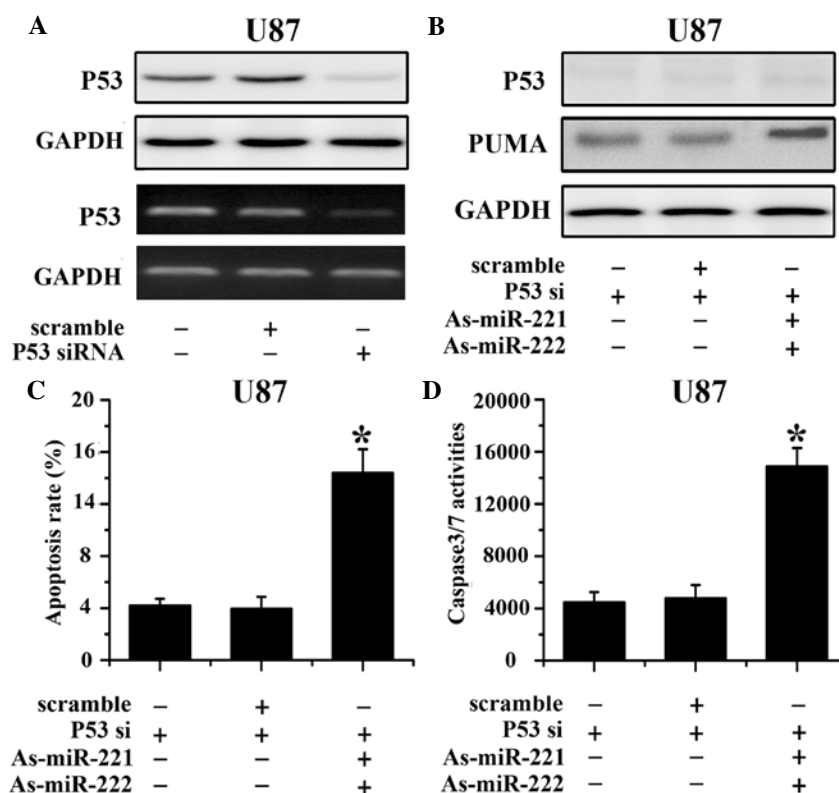 A
U87
P53
GAPDH
P53
GAPDH
scramble – + –
P53 siRNA – – +
B
U87
P53
PUMA
GAPDH
scramble – + –
P53 si + + +
As-miR-221 – – +
As-miR-222 – – +
C
U87
Apoptosis rate (%)
20
16
14
8
4
0
*
scramble – + –
P53 si + + +
As-miR-221 – – +
As-miR-222 – – +
D
U87
Caspase3/7 activities
20000
16000
12000
8000
4000
0
*
scramble – + –
P53 si + + +
As-miR-221 – – +
As-miR-222 – – +